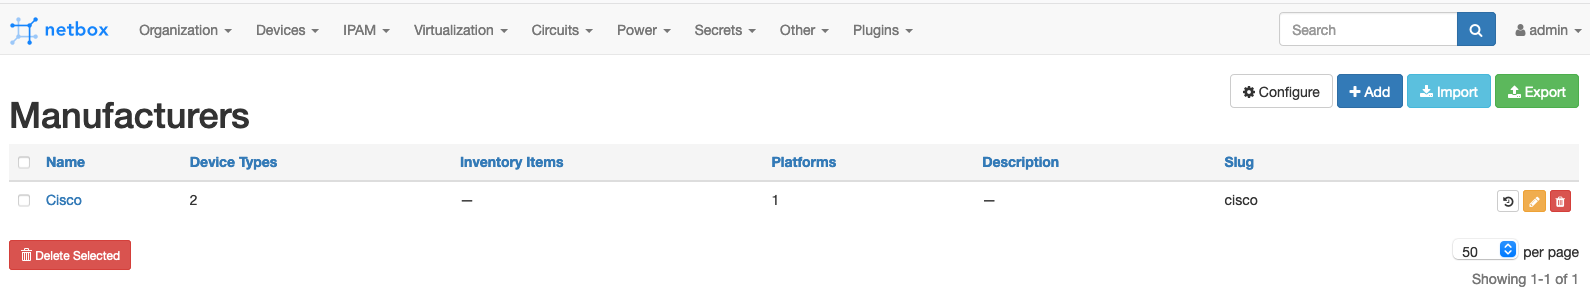 netbox Organization Devices IPAM Virtualization Circuits Power Secrets Other Plugins Search admin
Configure Add Import Export
Manufacturers
Name Device Types Inventory Items Platforms Description Slug
Cisco 2 — 1 — cisco
Delete Selected 50 per page
Showing 1-1 of 1